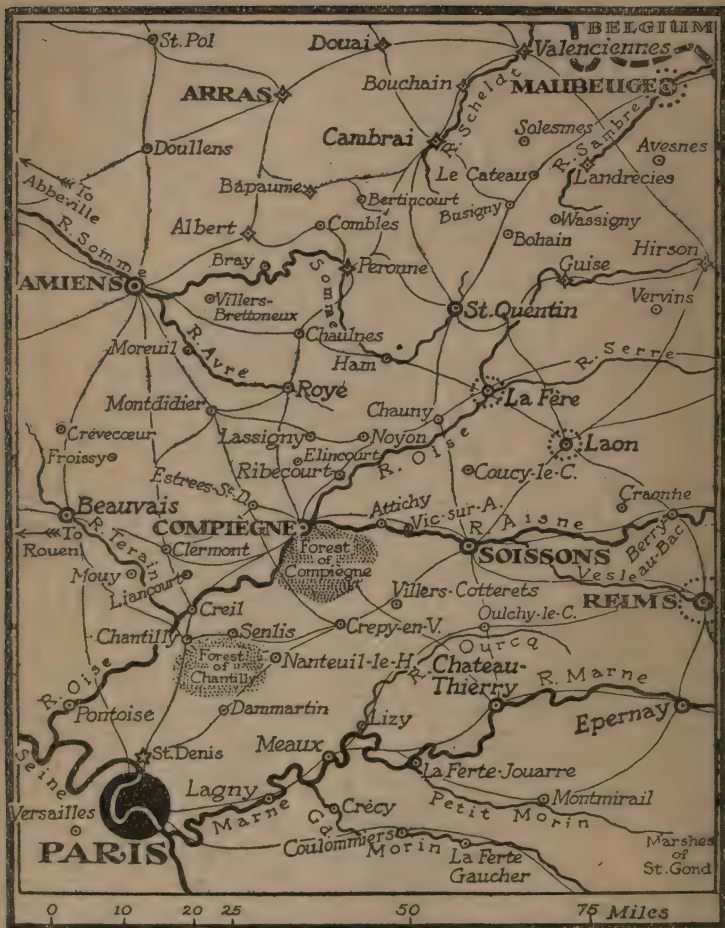 BELGIUM
St. Pol
Douai
Valenciennes
Bouchain
MAUBEUGE
ARRAS
R. Scheldt
Cambrai
Solesmes
R. Sambre
Avesnes
Doullens
Le Cateau
Landrecies
To
Abbeville
Bapaume
Bertincourt
Busigny
Wassigny
R. Somme
Albert
Combles
Bohain
Hirson
Bray
Somme
Peronne
Guise
AMIENS
Villers-
Brettoneux
St. Quentin
Vervins
Chaulnes
Moreuil
R. Avre
Ham
R. Serre
Roye
La Fère
Montdidier
Chauny
Crévecœur
Lassigny
Noyon
Laon
Froissy
Elincourt
R. Oise
Ribecourt
Coucy-le-C.
Estrees-St. D.
Beauvais
Attichy
Craonne
COMPIÈGNE
Vic-sur-A.
R. Aisne
Berry-
au-Bac
To
Rouen
R. Terain
Clermont
Forest
of
Compiègne
SOISSONS
Mouy
Liancourt
Vesle
Villers-Cotterets
REIMS
Creil
Oulchy-le-C.
Chantill
Senlis
Crepy-en-V.
R. Ourcq
Forest
of
Chantilly
Nanteuil-le-H.
Chateau-
Thierry
R. Marne
R. Oise
Pontoise
Dammartin
Lizy
Epernay
St. Denis
Meaux
Seine
La Ferte-Jouarre
Lagny
Versailles
Marne
Crécy
Petit Morin
Montmirail
PARIS
Gd. Morin
Coulommiers
La Ferte
Gaucher
Marshes
of
St. Gond
0 10 20 25 50 75 Miles